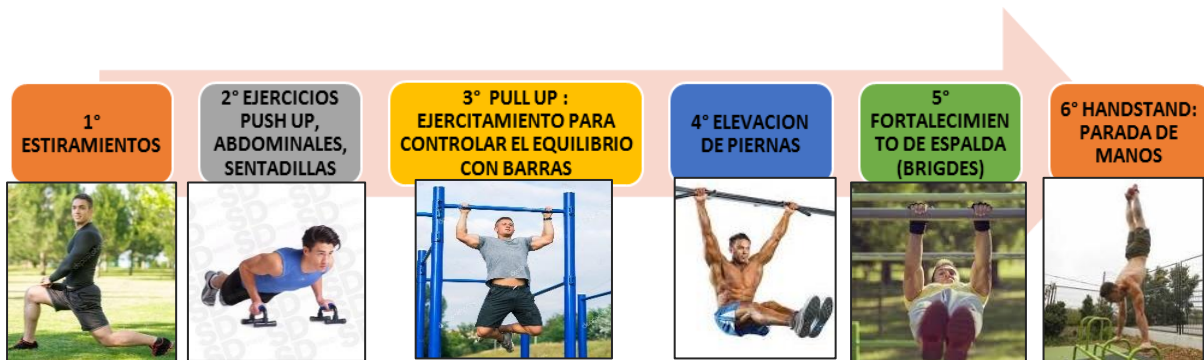 1°
ESTIRAMIENTOS
2° EJERCICIOS
PUSH UP,
ABDOMINALES,
SENTADILLAS
3° PULL UP :
EJERCITAMIENTO PARA
CONTROLAR EL EQUILIBRIO
CON BARRAS
4° ELEVACION
DE PIERNAS
5°
FORTALECIMIEN
TO DE ESPALDA
(BRIGDES)
6° HANDSTAND:
PARADA DE
MANOS